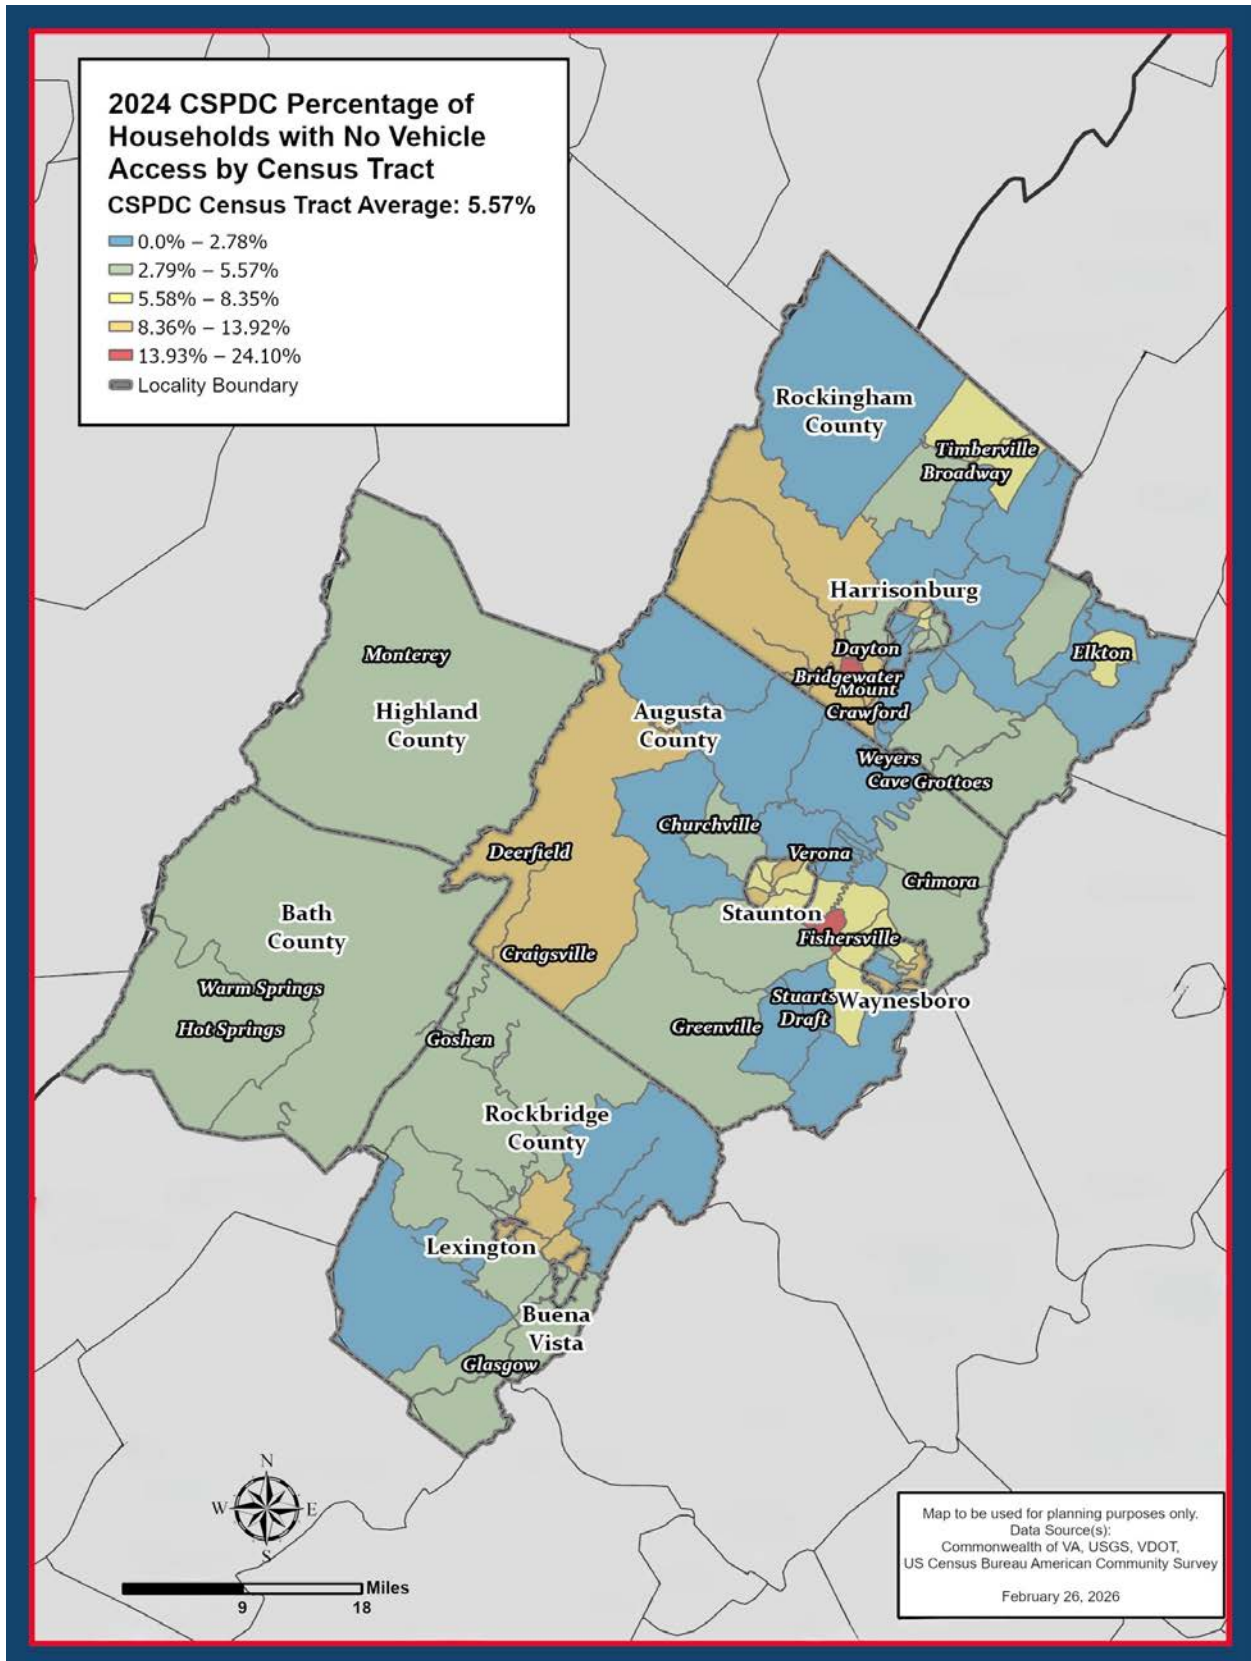 2024 CSPDC Percentage of
Households with No Vehicle
Access by Census Tract
CSPDC Census Tract Average: 5.57%
0.0% – 2.78%
2.79% – 5.57%
5.58% – 8.35%
8.36% – 13.92%
13.93% – 24.10%
Locality Boundary
Rockingham
County
Timberville
Broadway
Harrisonburg
Dayton
Elkton
Bridgewater
Mount
Crawford
Monterey
Highland
County
Augusta
County
Weyers
Cave Grottoes
Churchville
Deerfield
Verona
Crimora
Bath
County
Staunton
Fishersville
Craigsville
Warm Springs
Hot Springs
Stuarts
Draft
Waynesboro
Greenville
Goshen
Rockbridge
County
Lexington
Buena
Vista
Glasgow
N
W
E
S
Miles
9
18
Map to be used for planning purposes only.
Data Source(s):
Commonwealth of VA, USGS, VDOT,
US Census Bureau American Community Survey
February 26, 2026